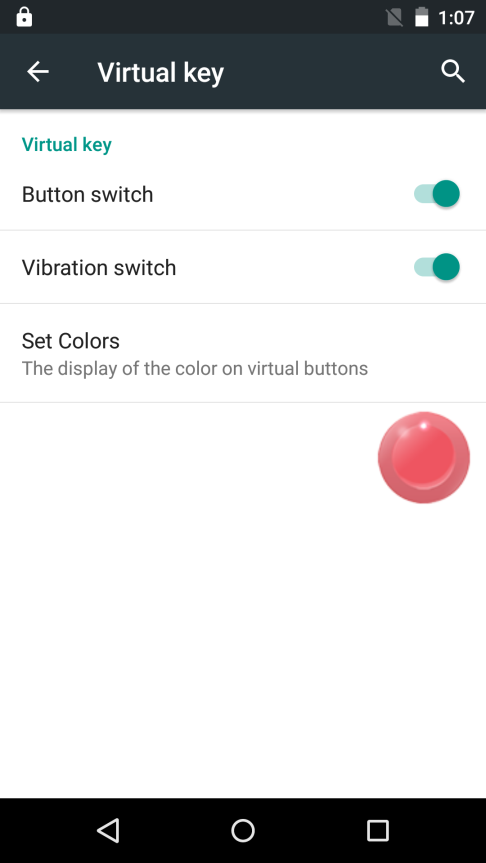 1:07
Virtual key
Virtual key
Button switch
Vibration switch
Set Colors
The display of the color on virtual buttons